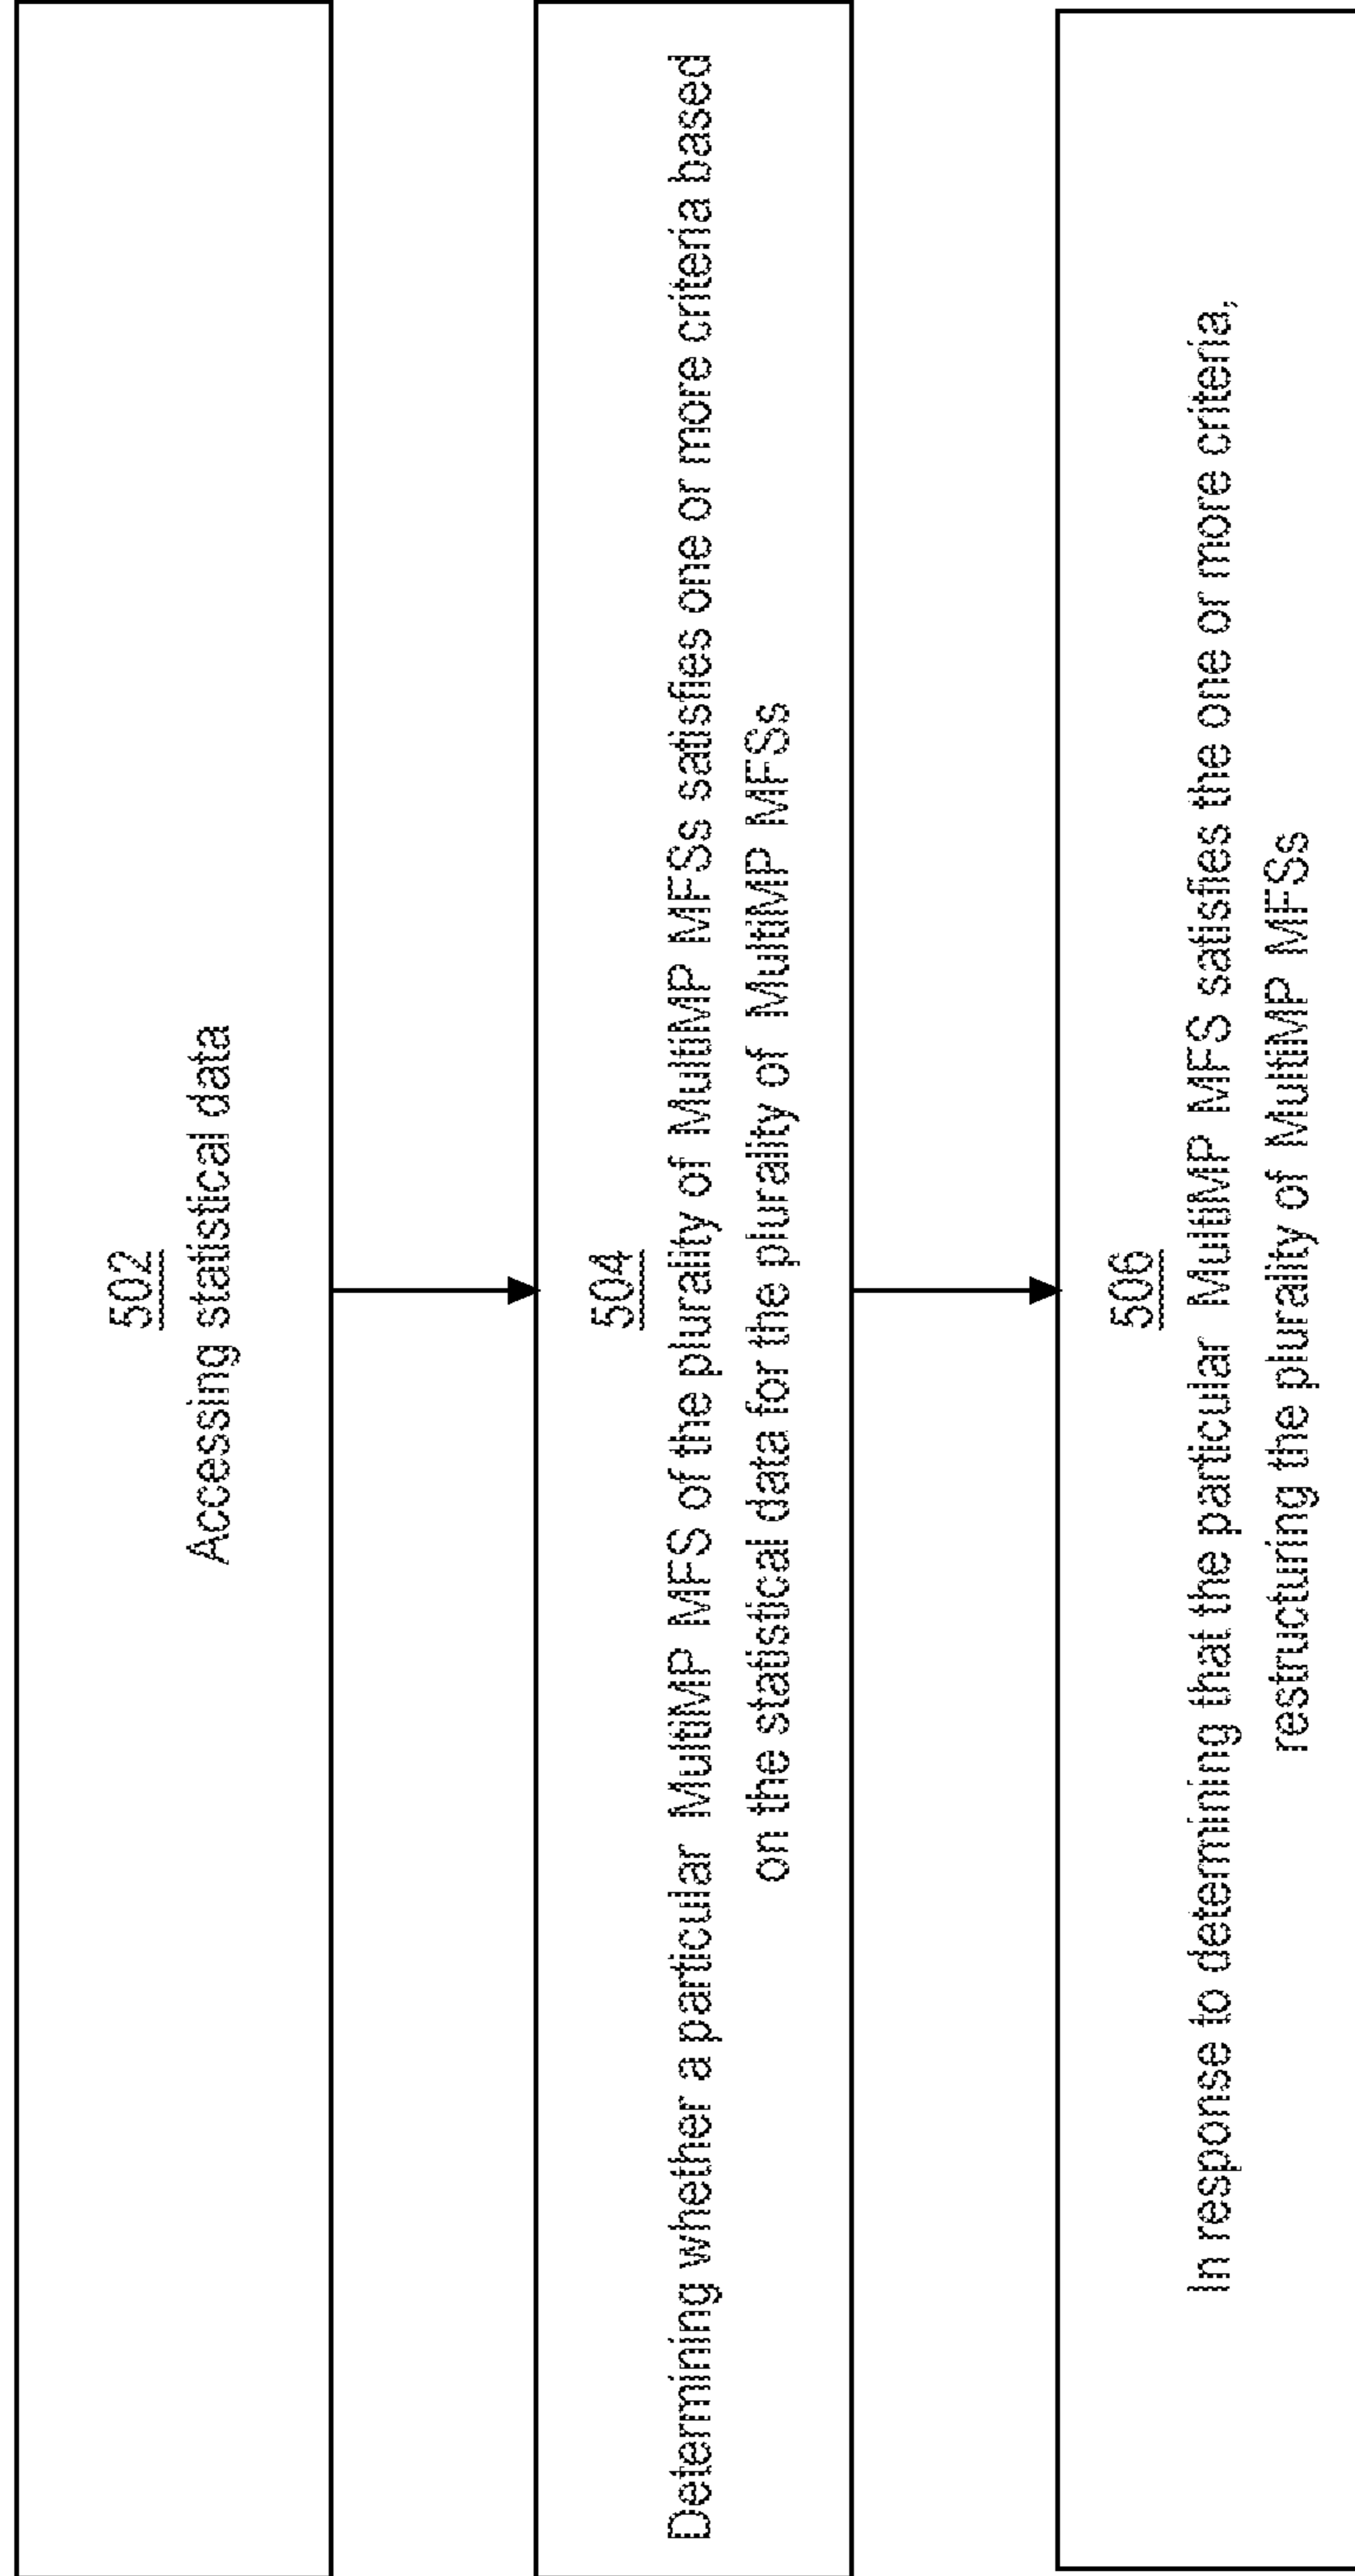 502
Accessing statistical data
504
Determining whether a particular MultiMP MFS of the plurality of MultiMP MFSs satisfies one or more criteria based
on the statistical data for the plurality of MultiMP MFSs
506
In response to determining that the particular MultiMP MFS satisfies the one or more criteria,
restructuring the plurality of MultiMP MFSs